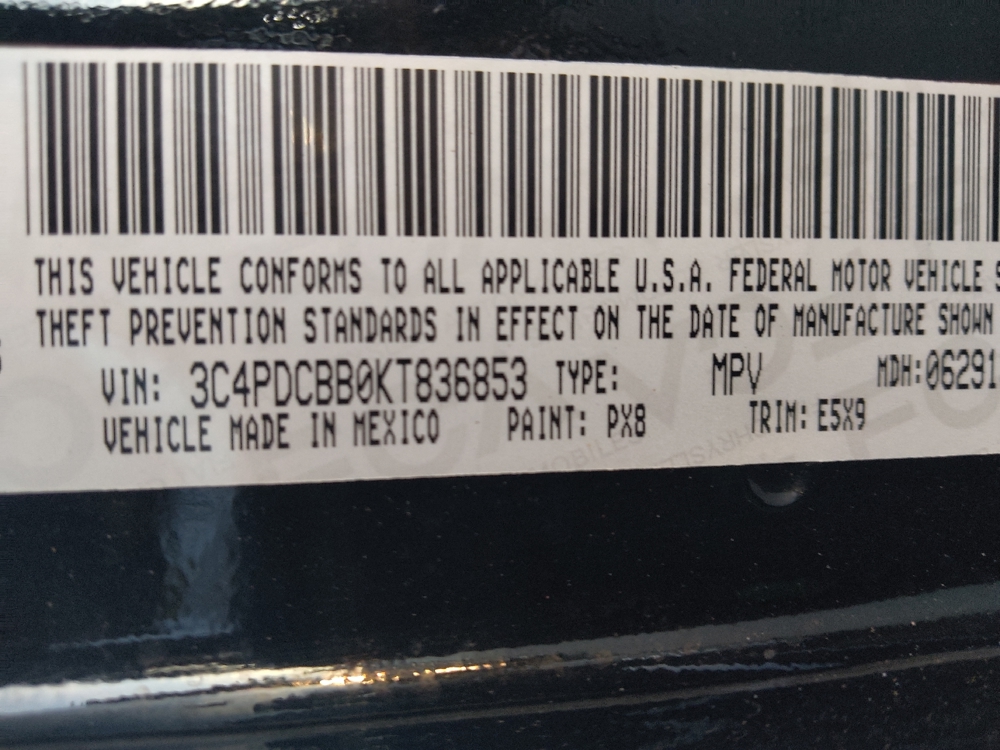 THIS VEHICLE CONFORMS TO ALL APPLICABLE U.S.A. FEDERAL MOTOR VEHICLE S
THEFT PREVENTION STANDARDS IN EFFECT ON THE DATE OF MANUFACTURE SHOWN
VIN: 3C4PDCBB0KT836853 TYPE: MPV MDH:06291
VEHICLE MADE IN MEXICO PAINT: PX8 TRIM: E5X9